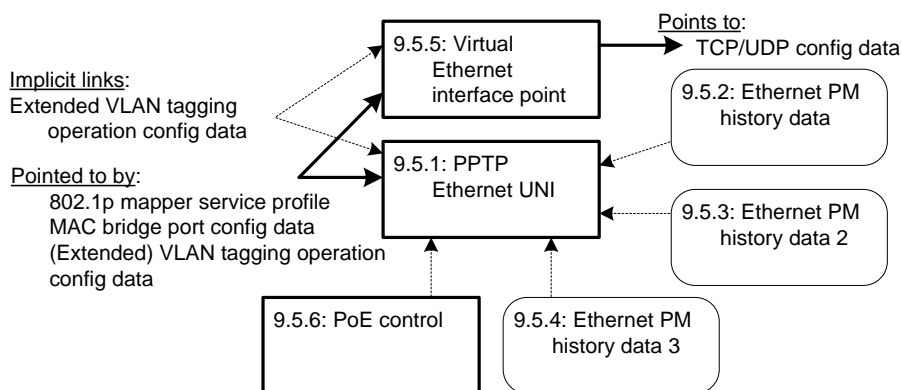 9.5.5: Virtual
Ethernet
interface point
Points to:
TCP/UDP config data
Implicit links:
Extended VLAN tagging
operation config data
9.5.2: Ethernet PM
history data
9.5.1: PPTP
Ethernet UNI
Pointed to by:
802.1p mapper service profile
MAC bridge port config data
(Extended) VLAN tagging operation
config data
9.5.3: Ethernet PM
history data 2
9.5.6: PoE control
9.5.4: Ethernet PM
history data 3